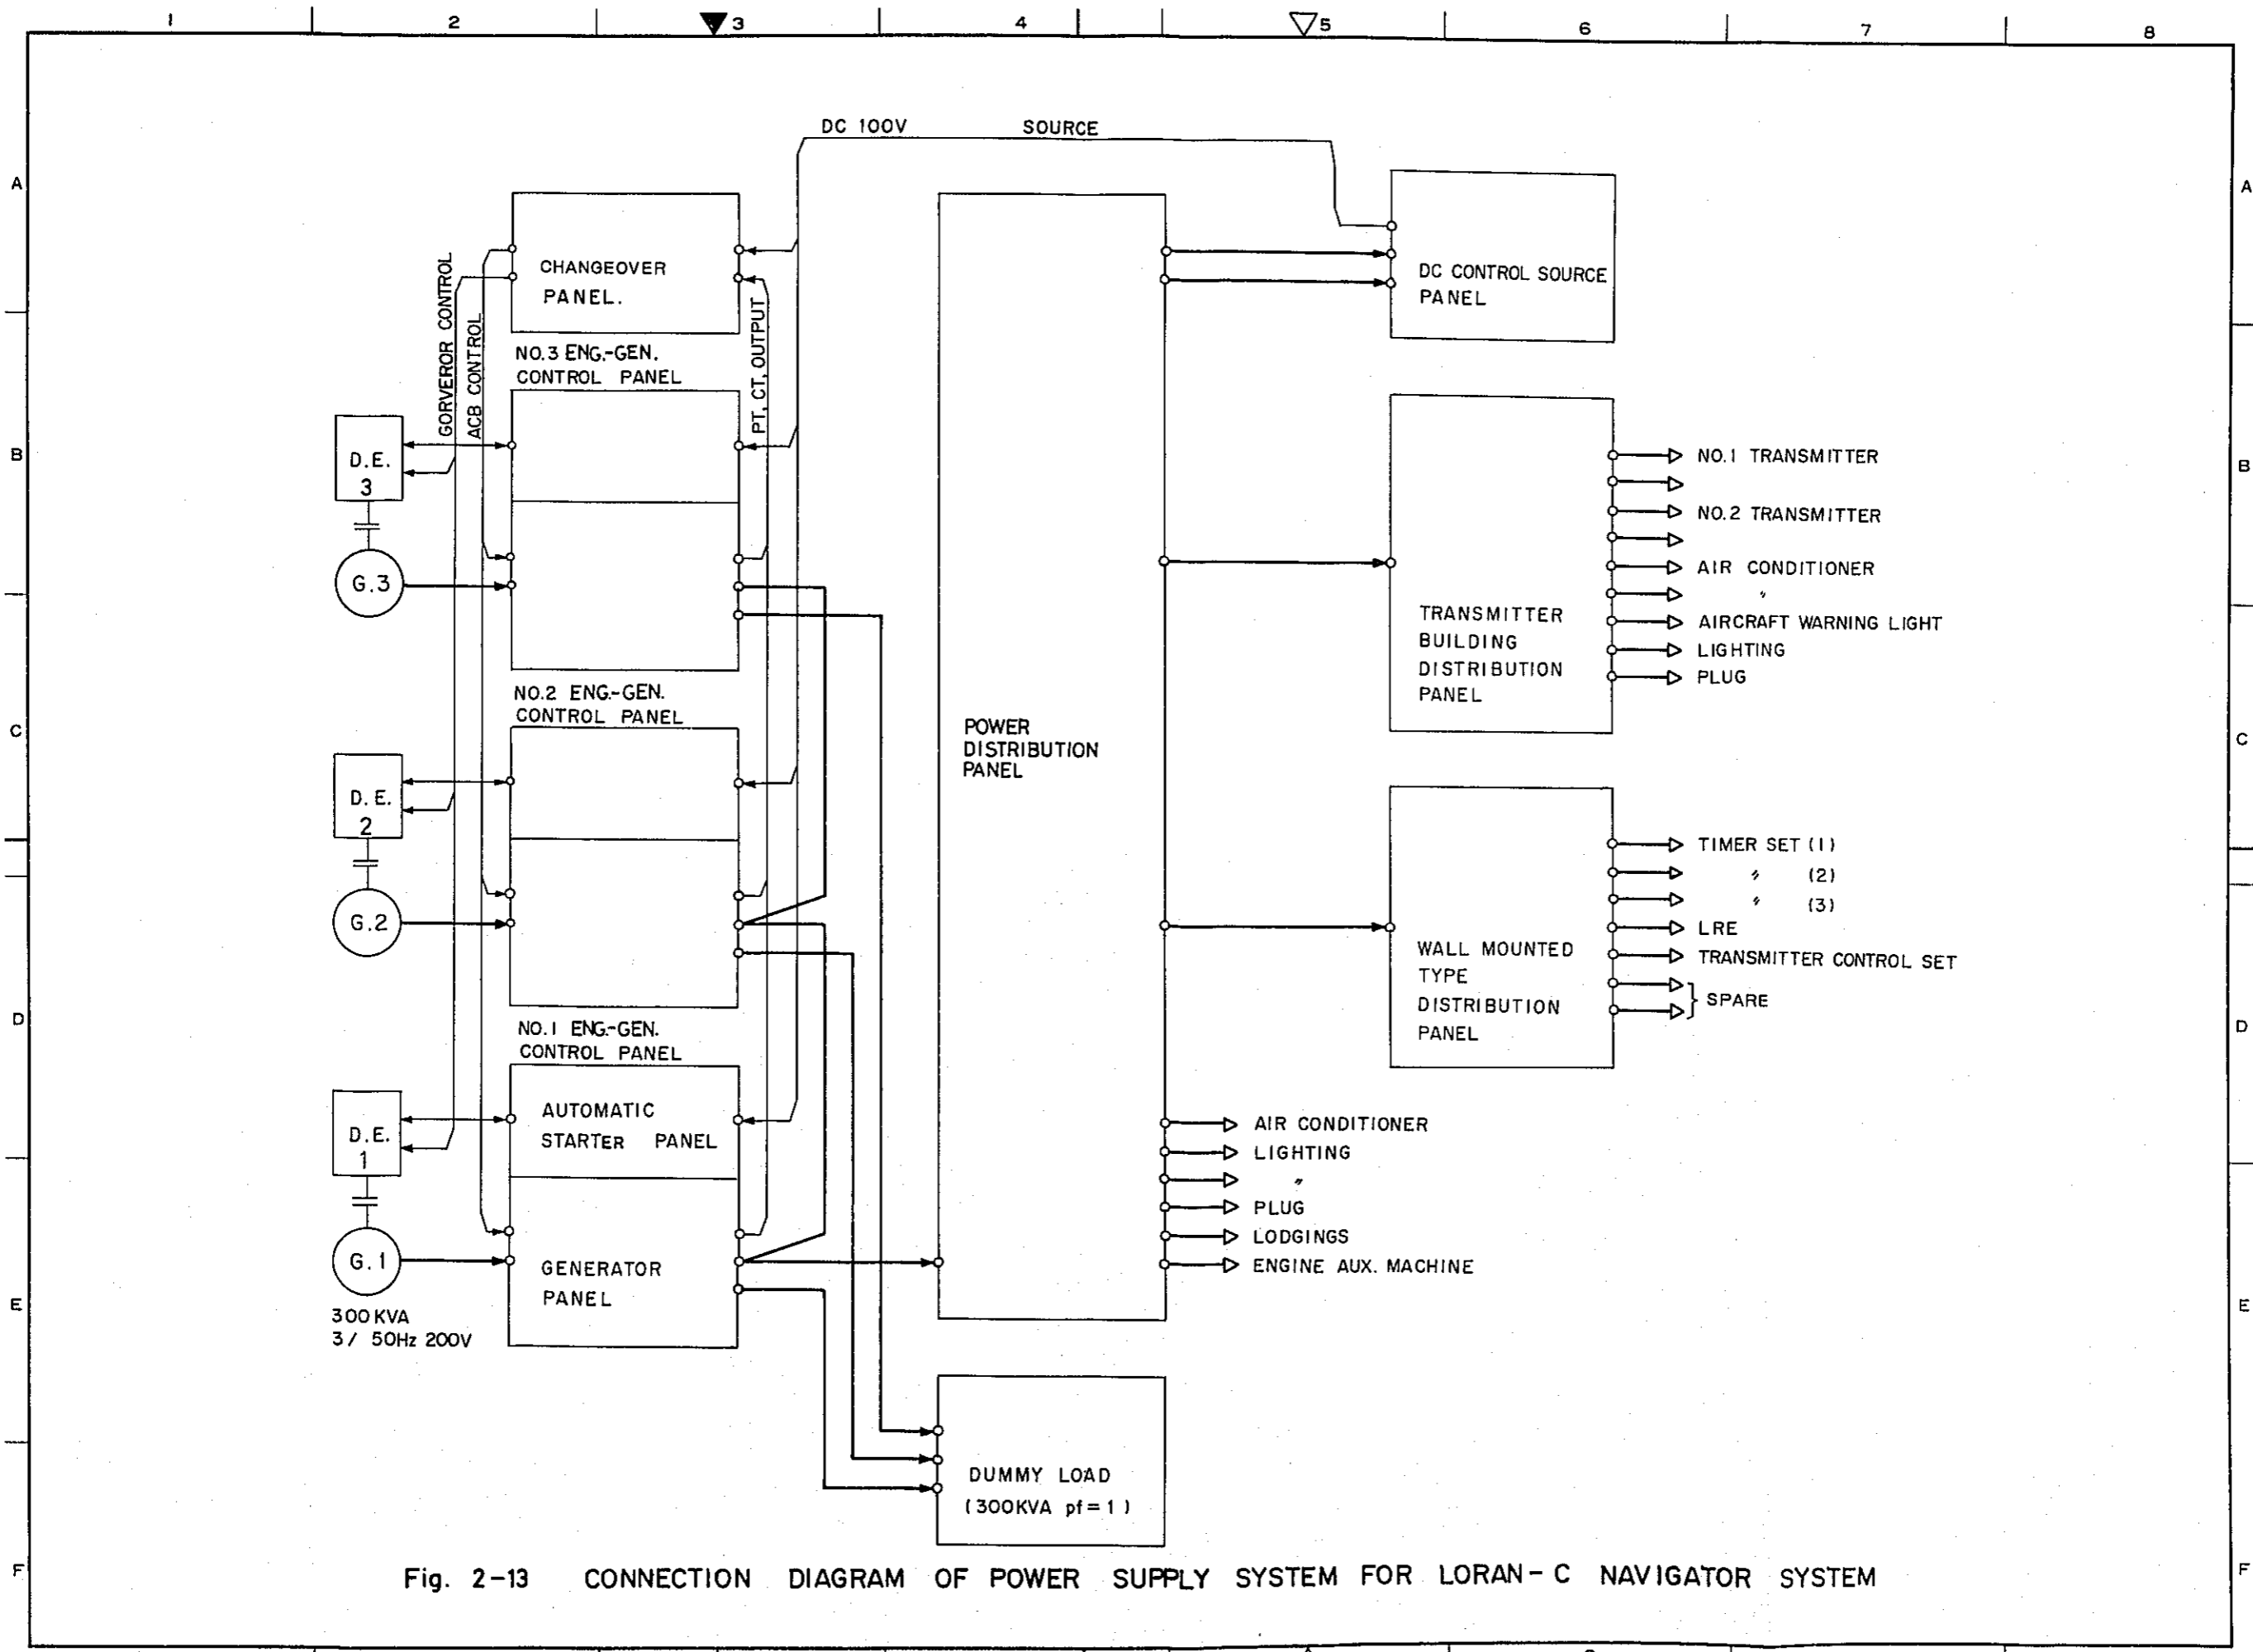 1 2 3 4 5 6 7 8
A
B
C
D
E
F
A
B
C
D
E
F
DC 100V SOURCE
CHANGEOVER
PANEL.
GORVEROR CONTROL
ACB CONTROL
PT, CT, OUTPUT
NO.3 ENG.-GEN.
CONTROL PANEL
D.E.
3
G.3
NO.2 ENG.-GEN.
CONTROL PANEL
D.E.
2
G.2
NO.1 ENG.-GEN.
CONTROL PANEL
D.E.
1
G.1
300KVA
3/ 50Hz 200V
AUTOMATIC
STARTER PANEL
GENERATOR
PANEL
POWER
DISTRIBUTION
PANEL
AIR CONDITIONER
LIGHTING
〃
PLUG
LODGINGS
ENGINE AUX. MACHINE
DUMMY LOAD
(300KVA pf=1)
DC CONTROL SOURCE
PANEL
TRANSMITTER
BUILDING
DISTRIBUTION
PANEL
NO.1 TRANSMITTER
NO.2 TRANSMITTER
AIR CONDITIONER
〃
AIRCRAFT WARNING LIGHT
LIGHTING
PLUG
WALL MOUNTED
TYPE
DISTRIBUTION
PANEL
TIMER SET (1)
〃 (2)
〃 (3)
LRE
TRANSMITTER CONTROL SET
SPARE
Fig. 2-13 CONNECTION DIAGRAM OF POWER SUPPLY SYSTEM FOR LORAN-C NAVIGATOR SYSTEM